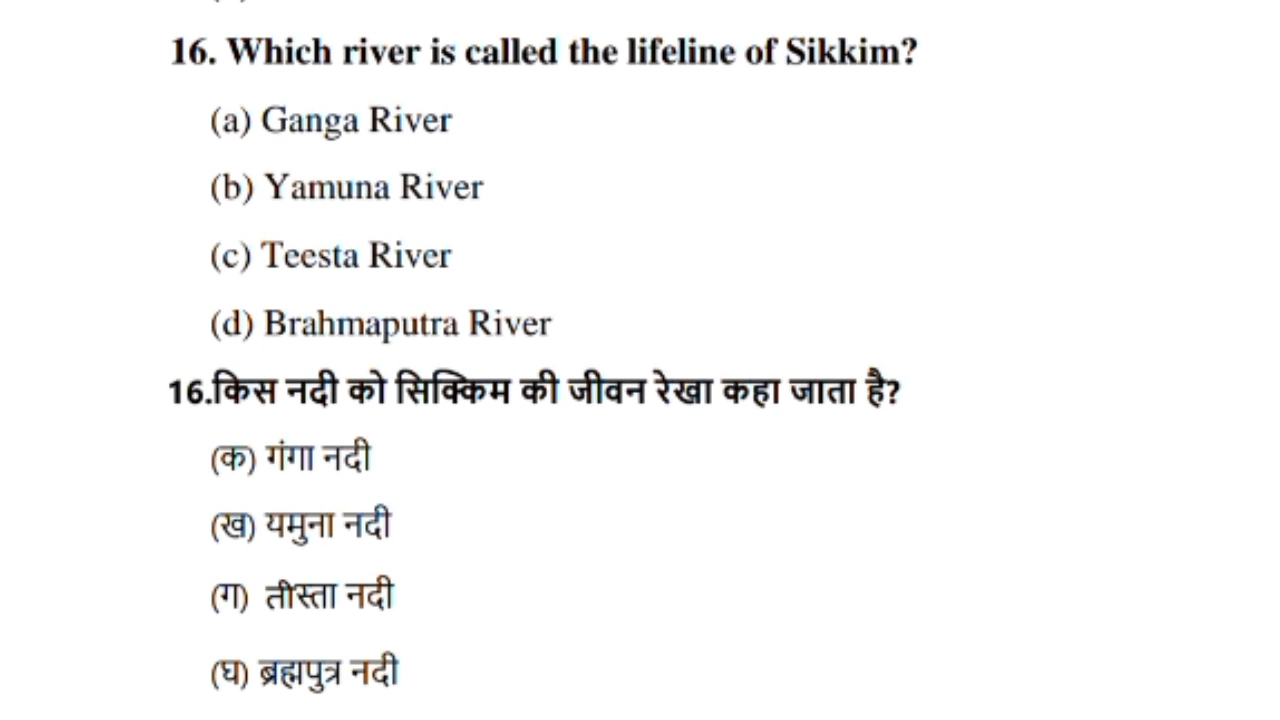 16. Which river is called the lifeline of Sikkim?
(a) Ganga River
(b) Yamuna River
(c) Teesta River
(d) Brahmaputra River
16.किस नदी को सिक्किम की जीवन रेखा कहा जाता है?
(क) गंगा नदी
(ख) यमुना नदी
(ग) तीस्ता नदी
(घ) ब्रह्मपुत्र नदी